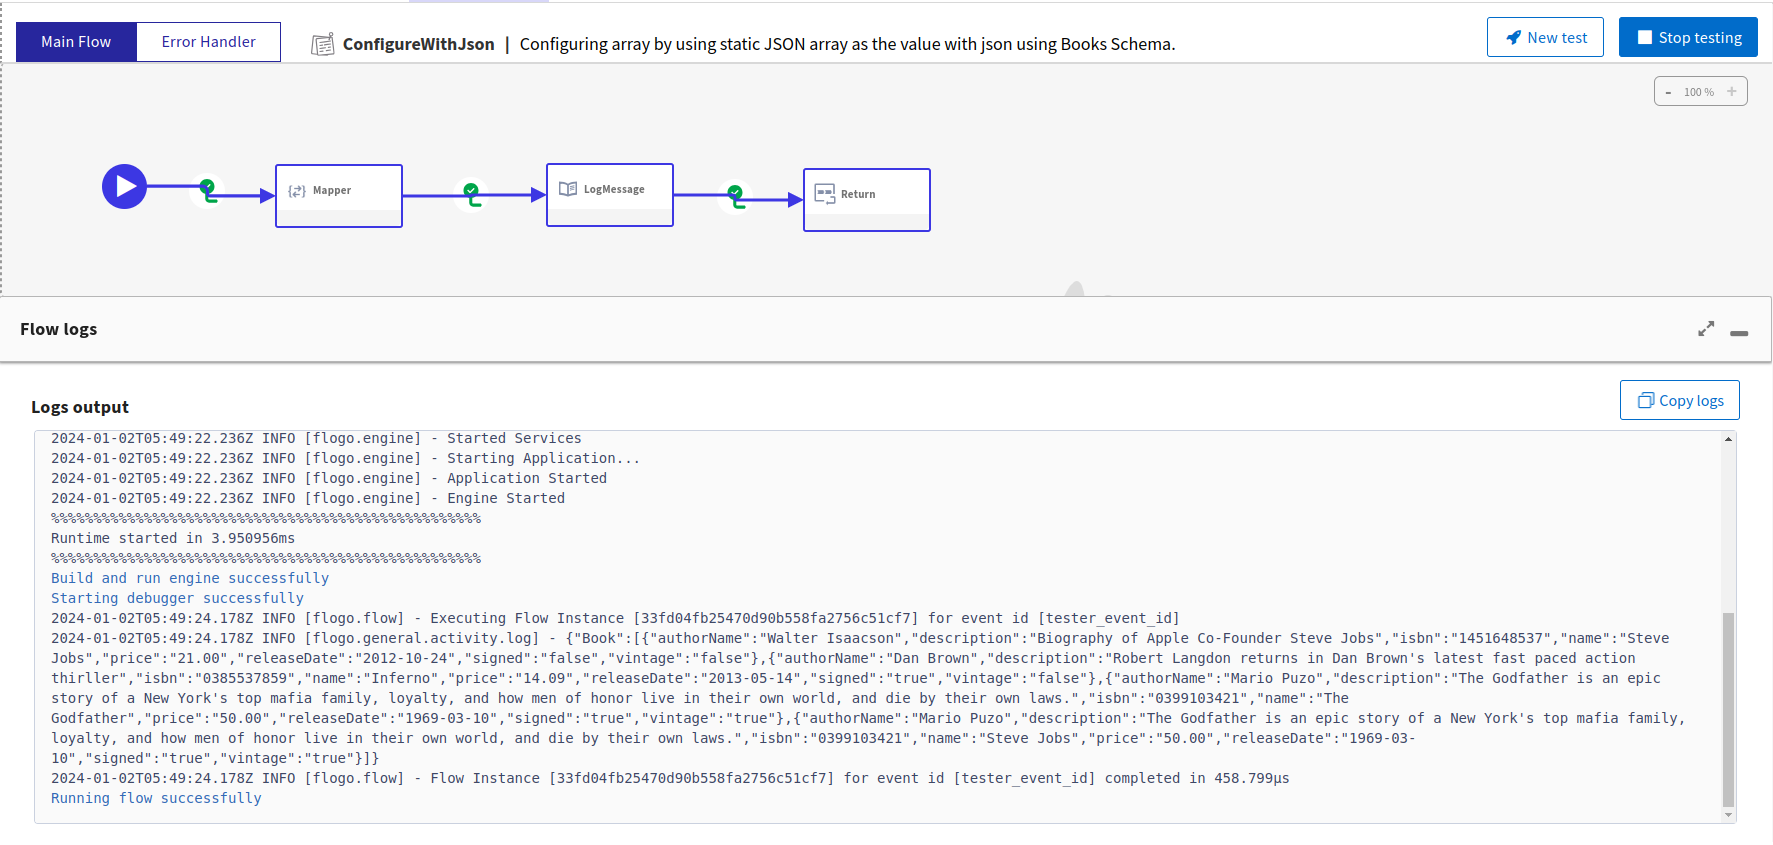 Main Flow
Error Handler
ConfigureWithJson | Configuring array by using static JSON array as the value with json using Books Schema.
New test
Stop testing
- 100 % +
Mapper
LogMessage
Return
Flow logs
Logs output
Copy logs
2024-01-02T05:49:22.236Z INFO [flogo.engine] - Started Services
2024-01-02T05:49:22.236Z INFO [flogo.engine] - Starting Application...
2024-01-02T05:49:22.236Z INFO [flogo.engine] - Application Started
2024-01-02T05:49:22.236Z INFO [flogo.engine] - Engine Started
%%%%%%%%%%%%%%%%%%%%%%%%%%%%%%%%%%%%%%%%%%%%%%%%%%%
Runtime started in 3.950956ms
%%%%%%%%%%%%%%%%%%%%%%%%%%%%%%%%%%%%%%%%%%%%%%%%%%%
Build and run engine successfully
Starting debugger successfully
2024-01-02T05:49:24.178Z INFO [flogo.flow] - Executing Flow Instance [33fd04fb25470d90b558fa2756c51cf7] for event id [tester_event_id]
2024-01-02T05:49:24.178Z INFO [flogo.general.activity.log] - {"Book":[{"authorName":"Walter Isaacson","description":"Biography of Apple Co-Founder Steve Jobs","isbn":"1451648537","name":"Steve
Jobs","price":"21.00","releaseDate":"2012-10-24","signed":"false","vintage":"false"},{"authorName":"Dan Brown","description":"Robert Langdon returns in Dan Brown's latest fast paced action
thirller","isbn":"0385537859","name":"Inferno","price":"14.09","releaseDate":"2013-05-14","signed":"true","vintage":"false"},{"authorName":"Mario Puzo","description":"The Godfather is an epic
story of a New York's top mafia family, loyalty, and how men of honor live in their own world, and die by their own laws.","isbn":"0399103421","name":"The
Godfather","price":"50.00","releaseDate":"1969-03-10","signed":"true","vintage":"true"},{"authorName":"Mario Puzo","description":"The Godfather is an epic story of a New York's top mafia family,
loyalty, and how men of honor live in their own world, and die by their own laws.","isbn":"0399103421","name":"Steve Jobs","price":"50.00","releaseDate":"1969-03-
10","signed":"true","vintage":"true"}]}
2024-01-02T05:49:24.178Z INFO [flogo.flow] - Flow Instance [33fd04fb25470d90b558fa2756c51cf7] for event id [tester_event_id] completed in 458.799µs
Running flow successfully